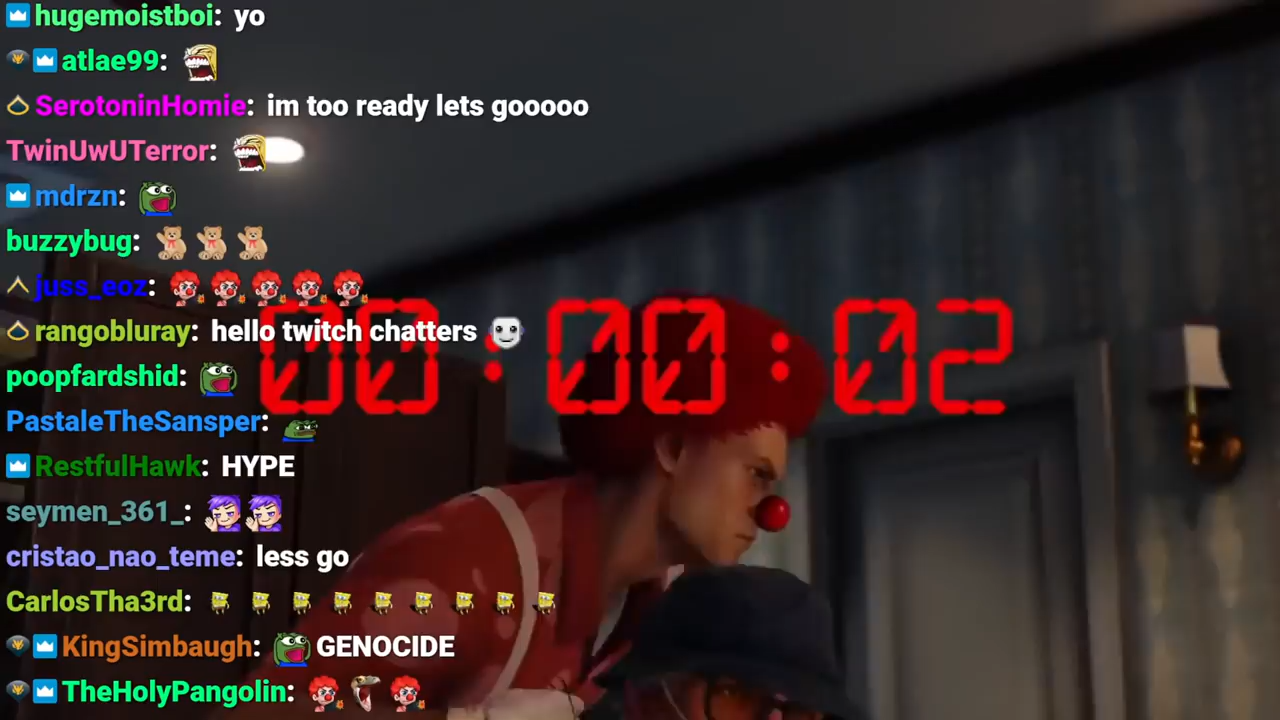 hugemoistboi: yo
atlae99:
SerotoninHomie: im too ready lets gooooo
TwinUwUTerror:
mdrzn:
buzzybug:
juss_eoz:
rangobluray: hello twitch chatters
00:00:02
poopfardshid:
PastaleTheSansper:
RestfulHawk: HYPE
seymen_361_:
cristao_nao_teme: less go
CarlosTha3rd:
KingSimbaugh: GENOCIDE
TheHolyPangolin: